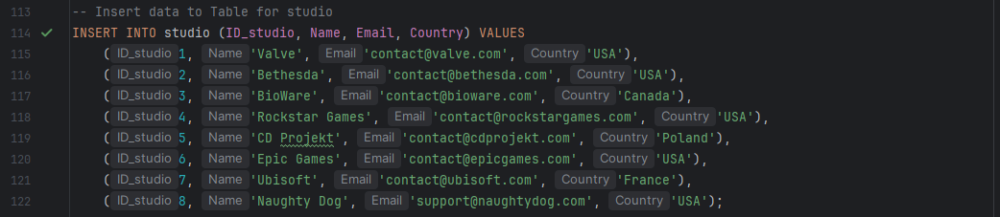 113 -- Insert data to Table for studio
114 INSERT INTO studio (ID_studio, Name, Email, Country) VALUES
115 (ID_studio 1, Name 'Valve', Email 'contact@valve.com', Country 'USA'),
116 (ID_studio 2, Name 'Bethesda', Email 'contact@bethesda.com', Country 'USA'),
117 (ID_studio 3, Name 'BioWare', Email 'contact@bioware.com', Country 'Canada'),
118 (ID_studio 4, Name 'Rockstar Games', Email 'contact@rockstargames.com', Country 'USA'),
119 (ID_studio 5, Name 'CD Projekt', Email 'contact@cdprojekt.com', Country 'Poland'),
120 (ID_studio 6, Name 'Epic Games', Email 'contact@epicgames.com', Country 'USA'),
121 (ID_studio 7, Name 'Ubisoft', Email 'contact@ubisoft.com', Country 'France'),
122 (ID_studio 8, Name 'Naughty Dog', Email 'support@naughtydog.com', Country 'USA');